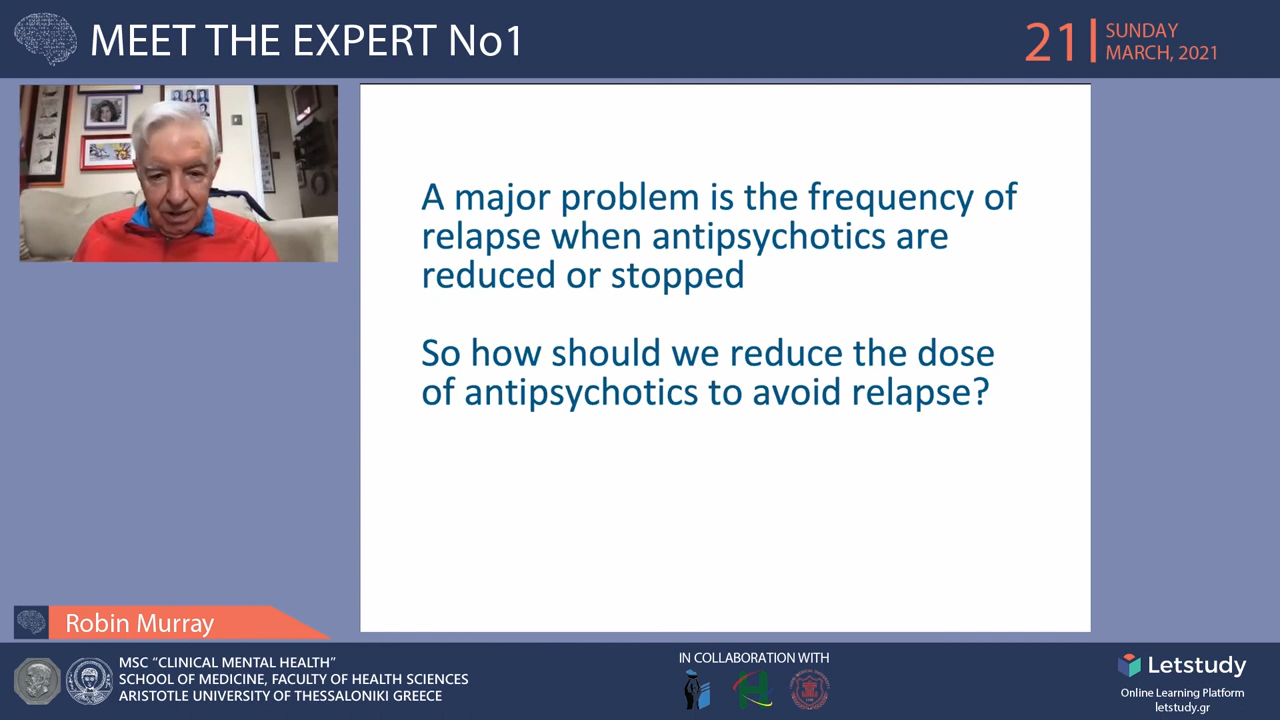 MEET THE EXPERT No1
21
SUNDAY
MARCH, 2021
A major problem is the frequency of
relapse when antipsychotics are
reduced or stopped
So how should we reduce the dose
of antipsychotics to avoid relapse?
Robin Murray
MSC “CLINICAL MENTAL HEALTH”
SCHOOL OF MEDICINE, FACULTY OF HEALTH SCIENCES
ARISTOTLE UNIVERSITY OF THESSALONIKI GREECE
IN COLLABORATION WITH
Letstudy
Online Learning Platform
letstudy.gr